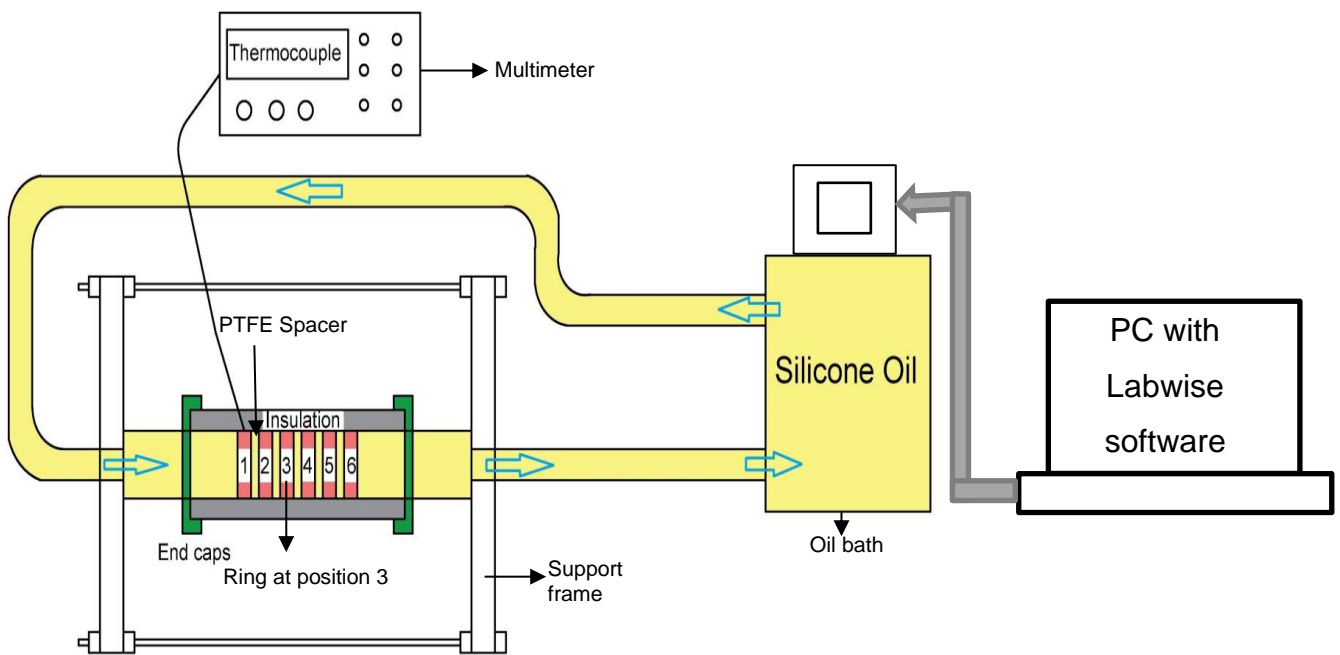 Thermocouple
Multimeter
PTFE Spacer
Silicone Oil
PC with
Labwise
software
Insulation
1 2 3 4 5 6
End caps
Ring at position 3
Support
frame
Oil bath